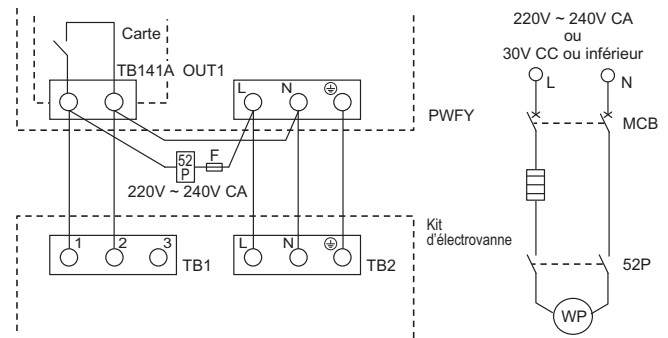 Carte
TB141A OUT1
L N
PWFY
52
P
F
220V ~ 240V CA
Kit
d'électrovanne
1 2 3
TB1
L N
TB2
220V ~ 240V CA
ou
30V CC ou inférieur
L N
MCB
52P
WP